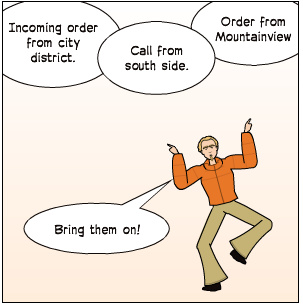 Incoming order
from city
district.
Call from
south side.
Order from
Mountainview
Bring them on!